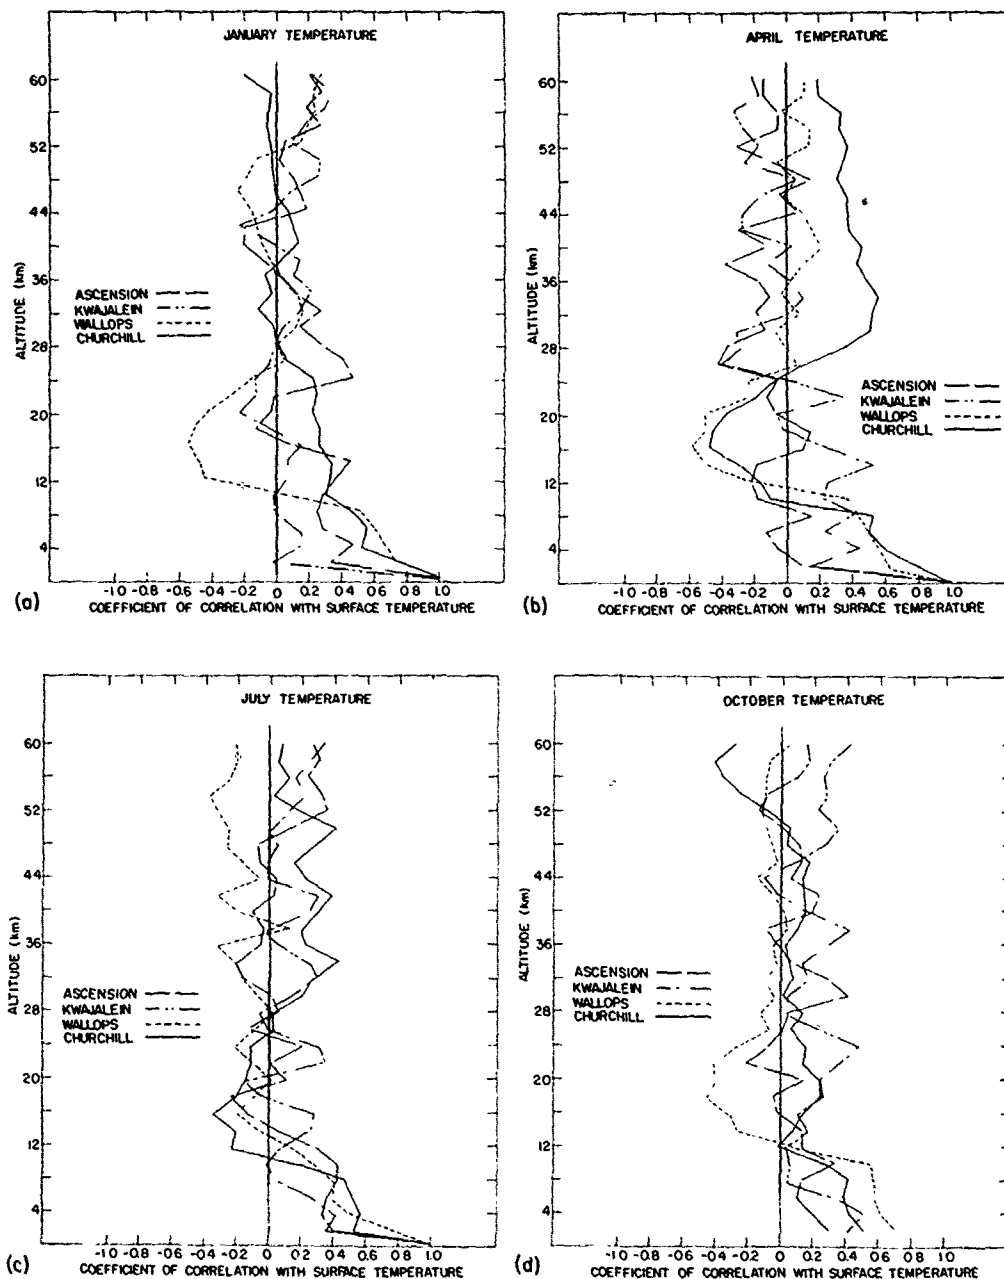 JANUARY TEMPERATURE
60
52
44
36
28
20
12
4
ALTITUDE (km)
ASCENSION
KWAJALEIN
WALLOPS
CHURCHILL
-1.0 -0.8 -0.6 -0.4 -0.2 0 0.2 0.4 0.6 0.8 1.0
COEFFICIENT OF CORRELATION WITH SURFACE TEMPERATURE
(a)
APRIL TEMPERATURE
60
52
44
36
28
20
12
4
ALTITUDE (km)
ASCENSION
KWAJALEIN
WALLOPS
CHURCHILL
-1.0 -0.8 -0.6 -0.4 -0.2 0 0.2 0.4 0.6 0.8 1.0
COEFFICIENT OF CORRELATION WITH SURFACE TEMPERATURE
(b)
JULY TEMPERATURE
60
52
44
36
28
20
12
4
ALTITUDE (km)
ASCENSION
KWAJALEIN
WALLOPS
CHURCHILL
-1.0 -0.8 -0.6 -0.4 -0.2 0 0.2 0.4 0.6 0.8 1.0
COEFFICIENT OF CORRELATION WITH SURFACE TEMPERATURE
(c)
OCTOBER TEMPERATURE
60
52
44
36
28
20
12
4
ALTITUDE (km)
ASCENSION
KWAJALEIN
WALLOPS
CHURCHILL
-1.0 -0.8 -0.6 -0.4 -0.2 0 0.2 0.4 0.6 0.8 1.0
COEFFICIENT OF CORRELATION WITH SURFACE TEMPERATURE
(d)